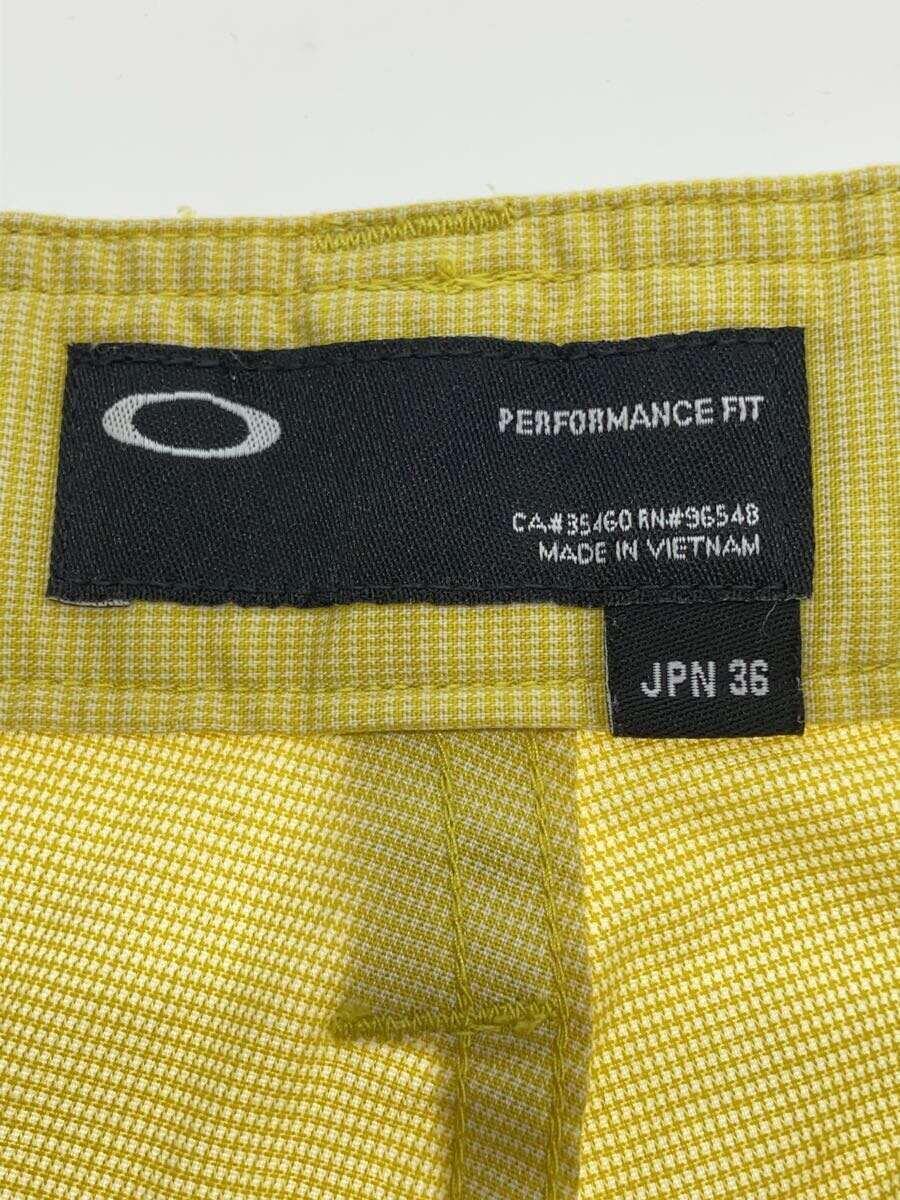 PERFORMANCE FIT
CA#35460 RN#96548
MADE IN VIETNAM
JPN 36